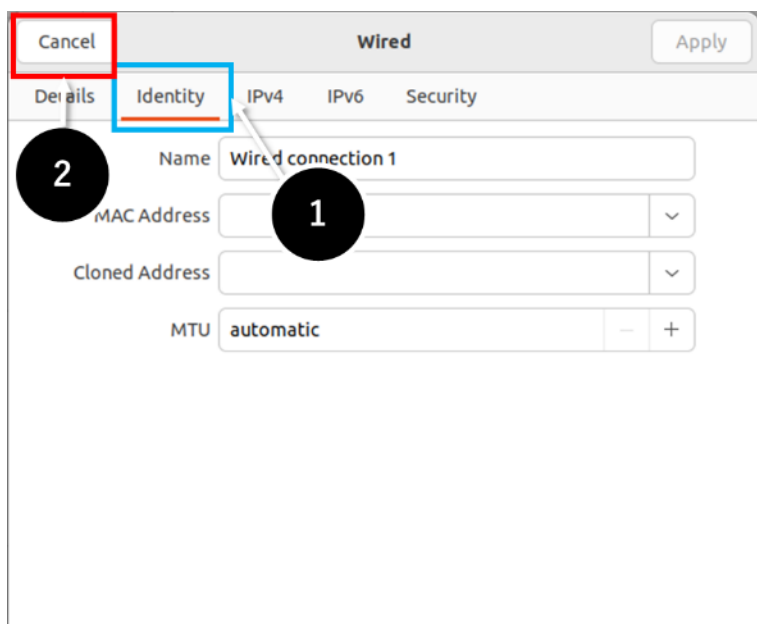 Cancel Wired Apply
Details Identity IPv4 IPv6 Security
Name Wired connection 1
2
MAC Address
1
Cloned Address
MTU automatic